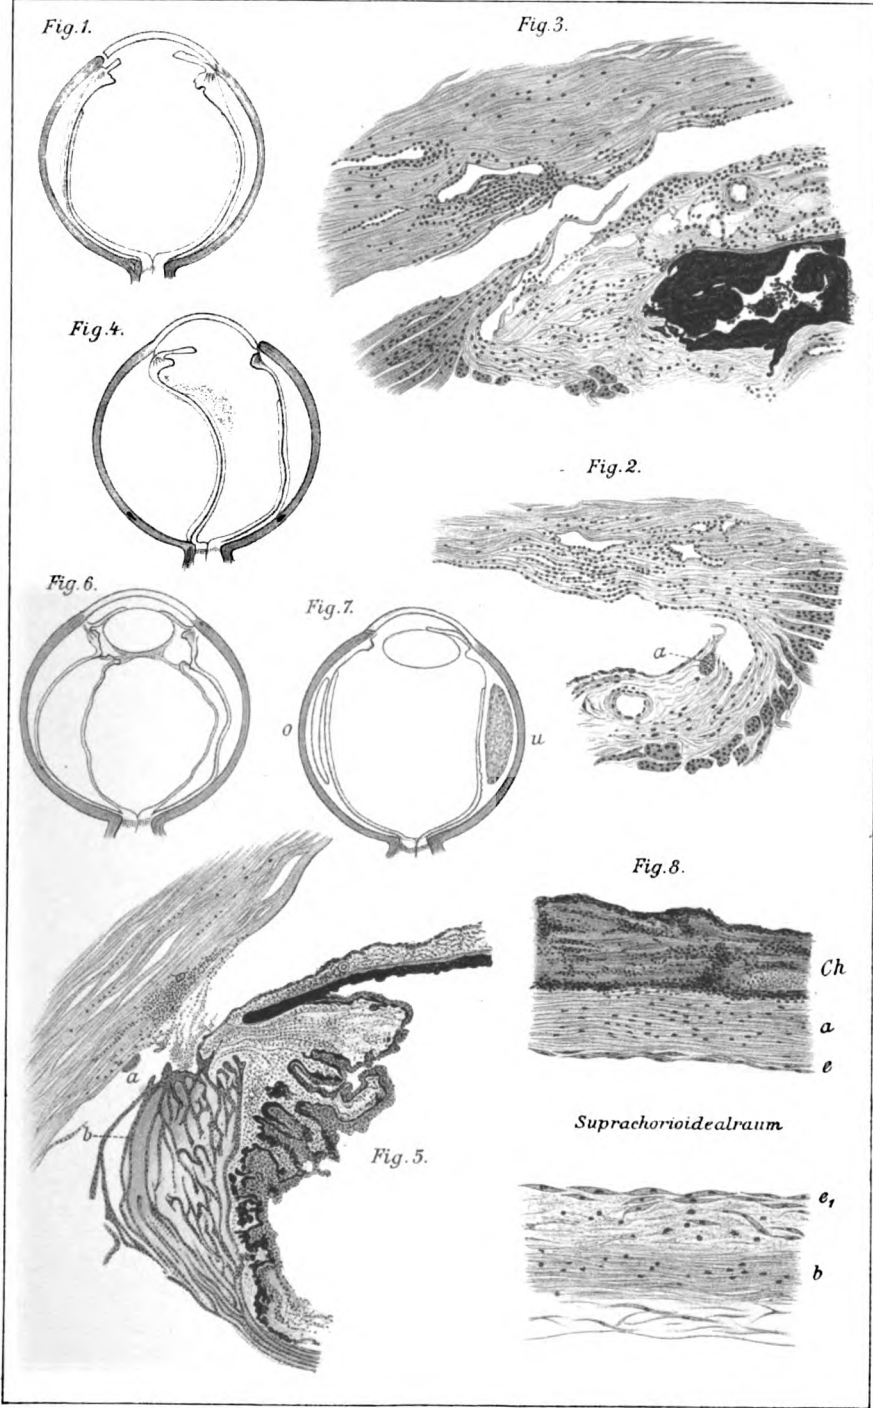 Fig.1.
Fig.3.
Fig.4.
Fig.2.
a
Fig.6.
Fig.7.
o
u
Fig.8.
Ch
a
e
a
b
Fig.5.
Suprachorioidealraum
e₁
b